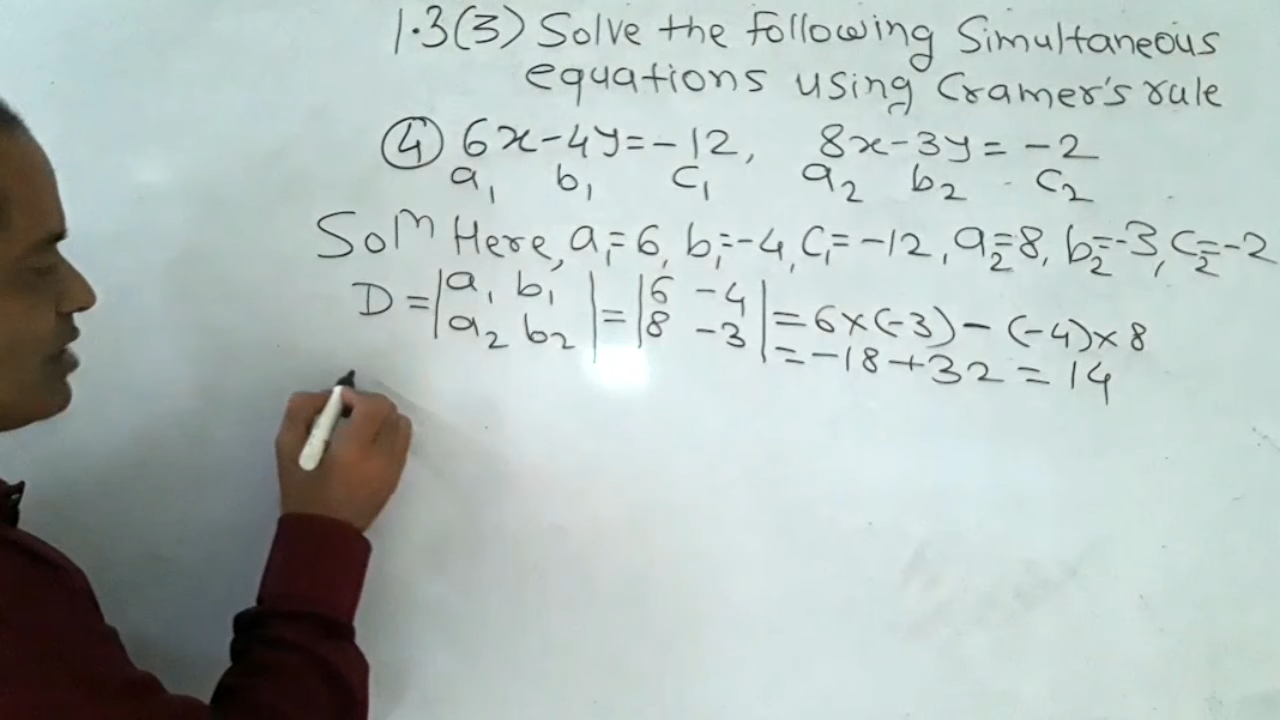 1.3(3) Solve the following Simultaneous
equations using Cramer's rule
④ 6x-4y=-12, 8x-3y=-2
a₁ b₁ c₁ a₂ b₂ c₂
Solⁿ Here, a₁=6, b₁=-4, c₁=-12, a₂=8, b₂=-3, c₂=-2
D = |a₁ b₁| = |6 -4| = 6×(-3) - (-4)×8
|a₂ b₂| |8 -3|
= -18+32 = 14